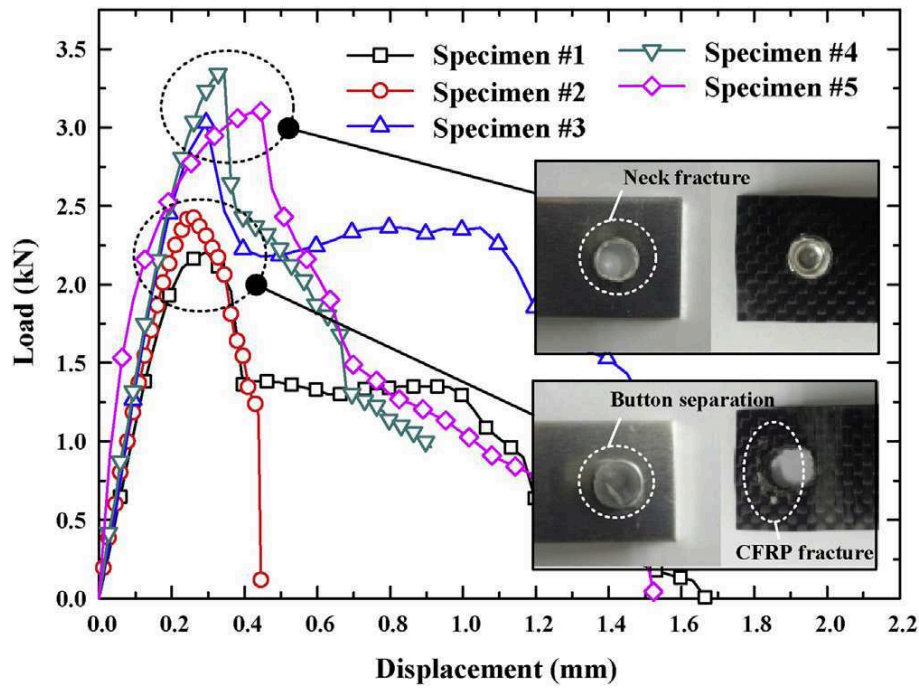 3.5
3.0
2.5
2.0
1.5
1.0
0.5
0.0
Load (kN)
Specimen #1
Specimen #2
Specimen #3
Specimen #4
Specimen #5
Neck fracture
Button separation
CFRP fracture
0.0 0.2 0.4 0.6 0.8 1.0 1.2 1.4 1.6 1.8 2.0 2.2
Displacement (mm)